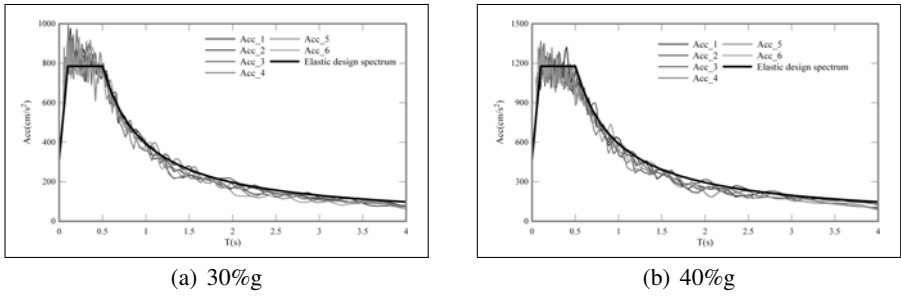 1000
800
600
400
200
0
Acc(cm/s²)
Acc_1
Acc_2
Acc_3
Acc_4
Acc_5
Acc_6
Elastic design spectrum
0 0.5 1 1.5 2 2.5 3 3.5 4
T(s)
(a) 30%g
1500
1200
900
600
300
0
Acc(cm/s²)
Acc_1
Acc_2
Acc_3
Acc_4
Acc_5
Acc_6
Elastic design spectrum
0 0.5 1 1.5 2 2.5 3 3.5 4
T(s)
(b) 40%g